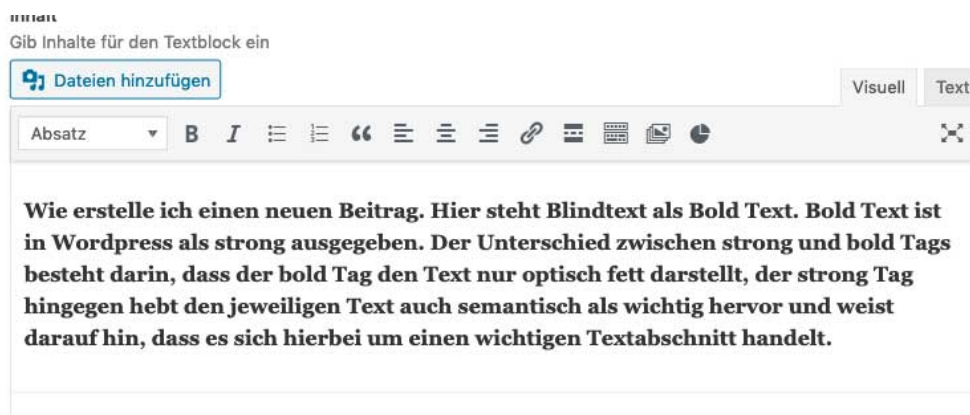 Inhalt
Gib Inhalte für den Textblock ein
Dateien hinzufügen
Visuell Text
Absatz B I
Wie erstelle ich einen neuen Beitrag. Hier steht Blindtext als Bold Text. Bold Text ist
in Wordpress als strong ausgegeben. Der Unterschied zwischen strong und bold Tags
besteht darin, dass der bold Tag den Text nur optisch fett darstellt, der strong Tag
hingegen hebt den jeweiligen Text auch semantisch als wichtig hervor und weist
darauf hin, dass es sich hierbei um einen wichtigen Textabschnitt handelt.